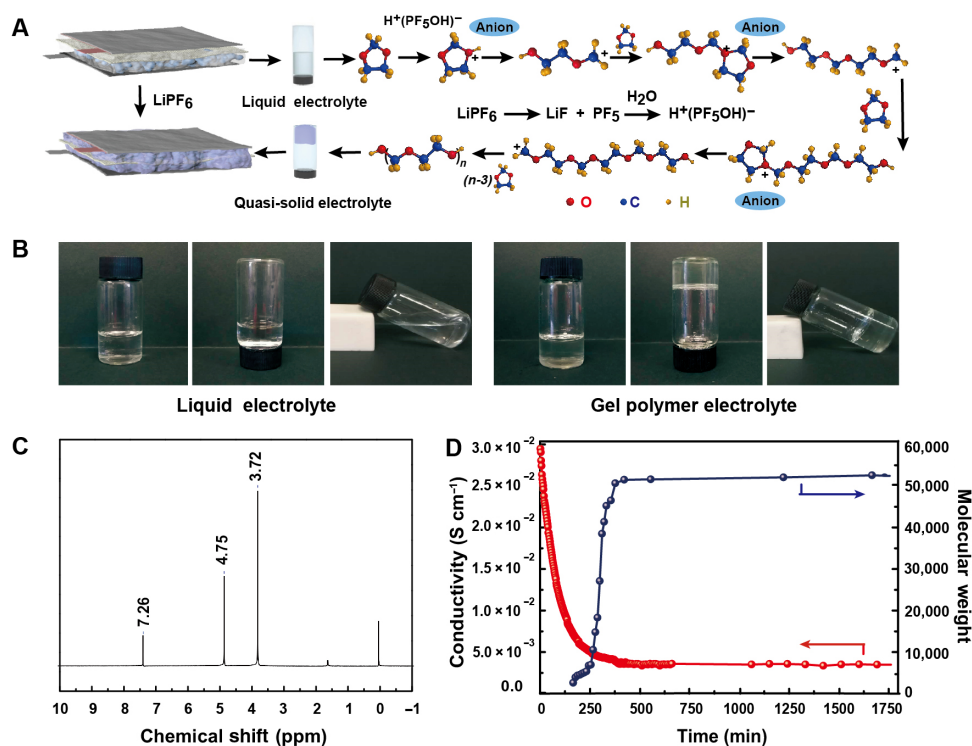 A
H⁺(PF₅OH)⁻
Anion
Anion
LiPF₆
Liquid electrolyte
LiPF₆ LiF + PF₅ H₂O H⁺(PF₅OH)⁻
n
(n-3)
Quasi-solid electrolyte
O C H
Anion
B
Liquid electrolyte
Gel polymer electrolyte
C
7.26
4.75
3.72
10 9 8 7 6 5 4 3 2 1 0 −1
Chemical shift (ppm)
D
Conductivity (S cm⁻¹)
3.0 × 10⁻²
2.5 × 10⁻²
2.0 × 10⁻²
1.5 × 10⁻²
1.0 × 10⁻²
5.0 × 10⁻³
0.0
60,000
50,000
40,000
30,000
20,000
10,000
0
Molecular weight
0 250 500 750 1000 1250 1500 1750
Time (min)